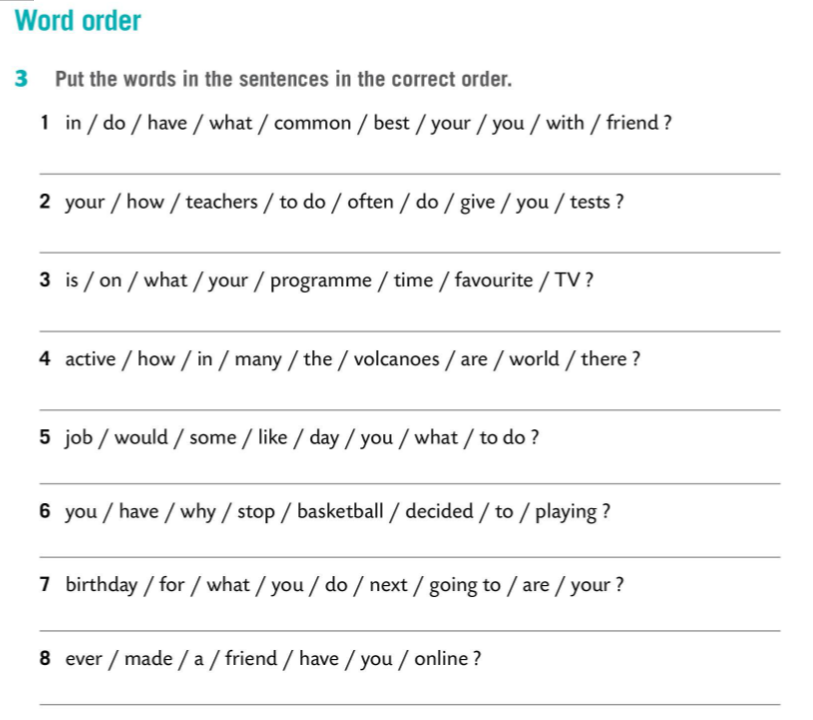 Word order
3 Put the words in the sentences in the correct order.
1 in / do / have / what / common / best / your / you / with / friend ?
2 your / how / teachers / to do / often / do / give / you / tests ?
3 is / on / what / your / programme / time / favourite / TV ?
4 active / how / in / many / the / volcanoes / are / world / there ?
5 job / would / some / like / day / you / what / to do ?
6 you / have / why / stop / basketball / decided / to / playing ?
7 birthday / for / what / you / do / next / going to / are / your ?
8 ever / made / a / friend / have / you / online ?